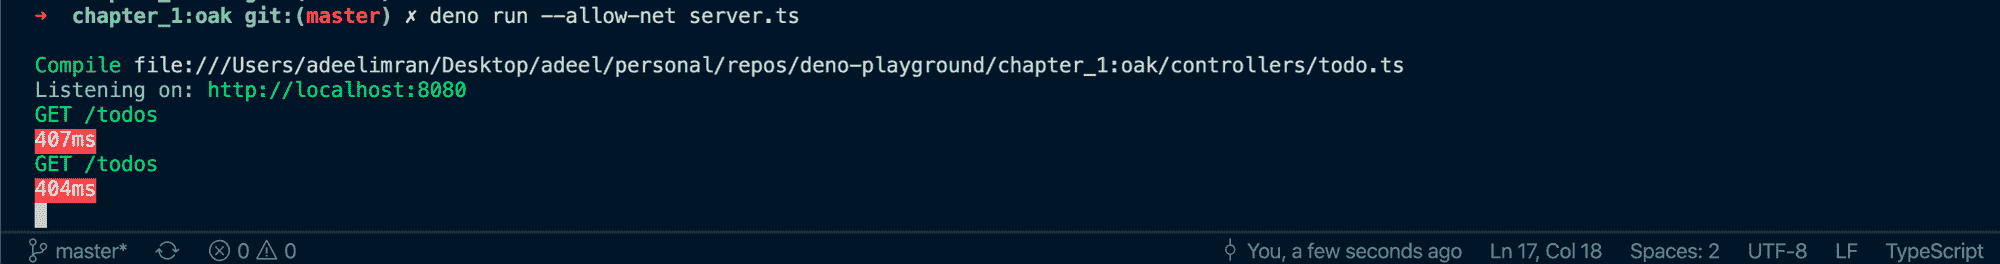 ➜ chapter_1:oak git:(master) ✗ deno run --allow-net server.ts
Compile file:///Users/adeelimran/Desktop/adeel/personal/repos/deno-playground/chapter_1:oak/controllers/todo.ts
Listening on: http://localhost:8080
GET /todos
407ms
GET /todos
404ms
master* 0 0 You, a few seconds ago Ln 17, Col 18 Spaces: 2 UTF-8 LF TypeScript